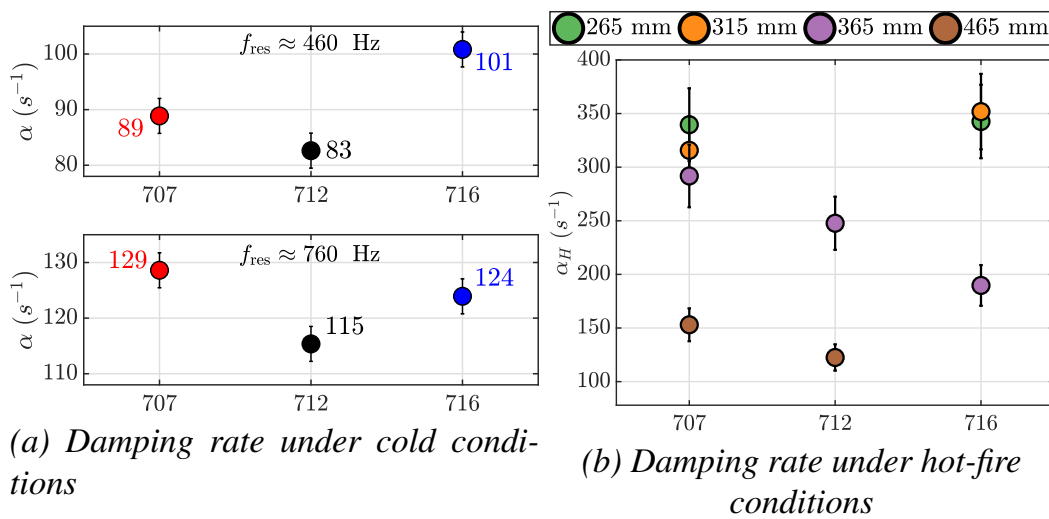 100
90
80
α (s⁻¹)
f_res ≈ 460 Hz
89
83
101
707 712 716
130
120
110
α (s⁻¹)
f_res ≈ 760 Hz
129
115
124
707 712 716
(a) Damping rate under cold condi-
tions
265 mm 315 mm 365 mm 465 mm
400
350
300
250
200
150
100
α_H (s⁻¹)
707 712 716
(b) Damping rate under hot-fire
conditions